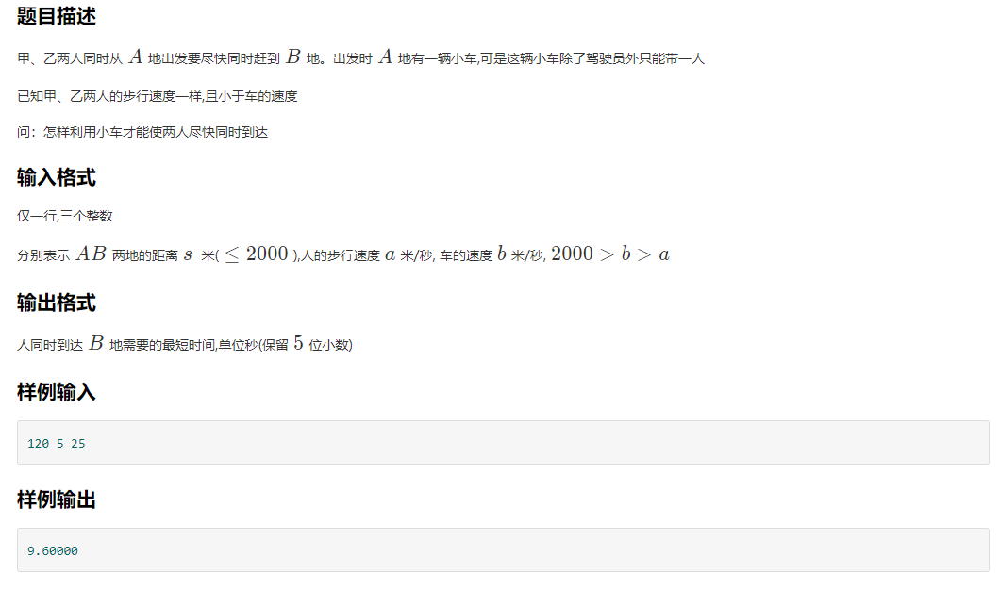 题目描述
甲、乙两人同时从 A 地出发要尽快同时赶到 B 地。出发时 A 地有一辆小车,可是这辆小车除了驾驶员外只能带一人
已知甲、乙两人的步行速度一样,且小于车的速度
问：怎样利用小车才能使两人尽快同时到达
输入格式
仅一行,三个整数
分别表示 AB 两地的距离 s 米( ≤ 2000 ),人的步行速度 a 米/秒, 车的速度 b 米/秒, 2000 > b > a
输出格式
人同时到达 B 地需要的最短时间,单位秒(保留 5 位小数)
样例输入
120 5 25
样例输出
9.60000